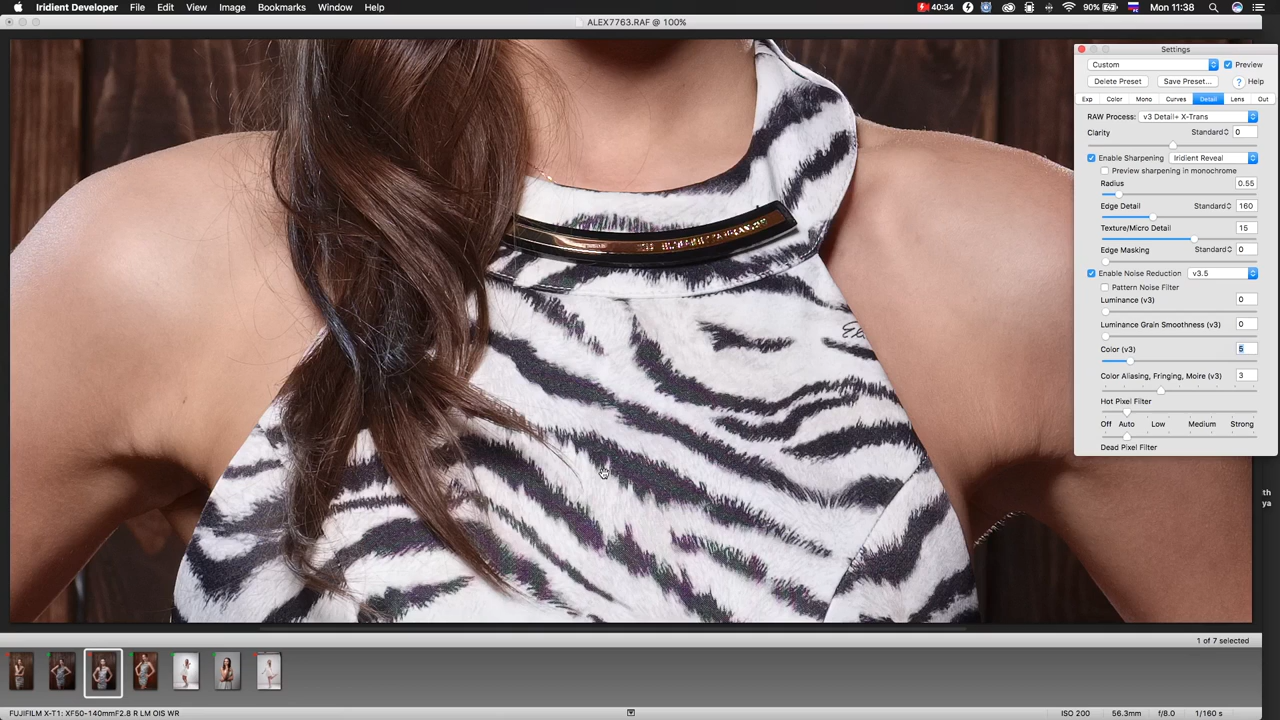 Iridient Developer File Edit View Image Bookmarks Window Help 40:34 90% Mon 11:38
ALEX7763.RAF @ 100%
Settings
Custom Preview
Delete Preset Save Preset... ? Help
Exp Color Mono Curves Detail Lens Out
RAW Process: v3 Detail+ X-Trans
Clarity Standard 0
Enable Sharpening Iridient Reveal
Preview sharpening in monochrome
Radius 0.55
Edge Detail Standard 160
Texture/Micro Detail 15
Edge Masking Standard 0
Enable Noise Reduction v3.5
Pattern Noise Filter
Luminance (v3) 0
Luminance Grain Smoothness (v3) 0
Color (v3) 5
Color Aliasing, Fringing, Moire (v3) 3
Hot Pixel Filter
Off Auto Low Medium Strong
Dead Pixel Filter
th
ya
1 of 7 selected
FUJIFILM X-T1: XF50-140mmF2.8 R LM OIS WR ISO 200 56.3mm f/8.0 1/160 s